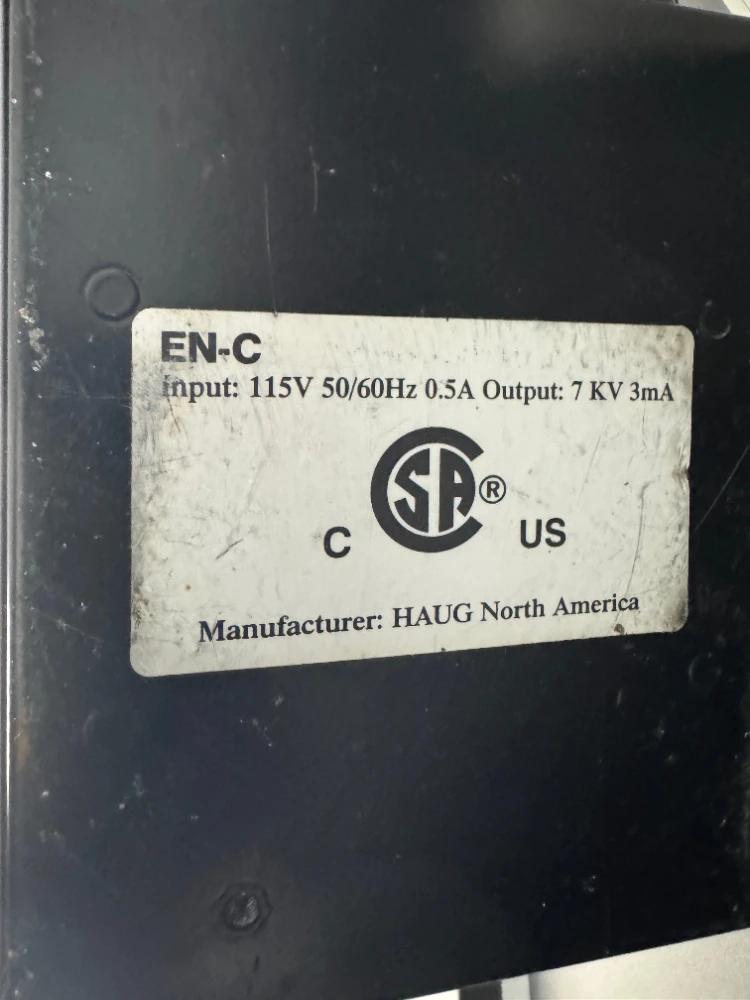 EN-C
Input: 115V 50/60Hz 0.5A Output: 7 KV 3mA
SA ®
C US
Manufacturer: HAUG North America